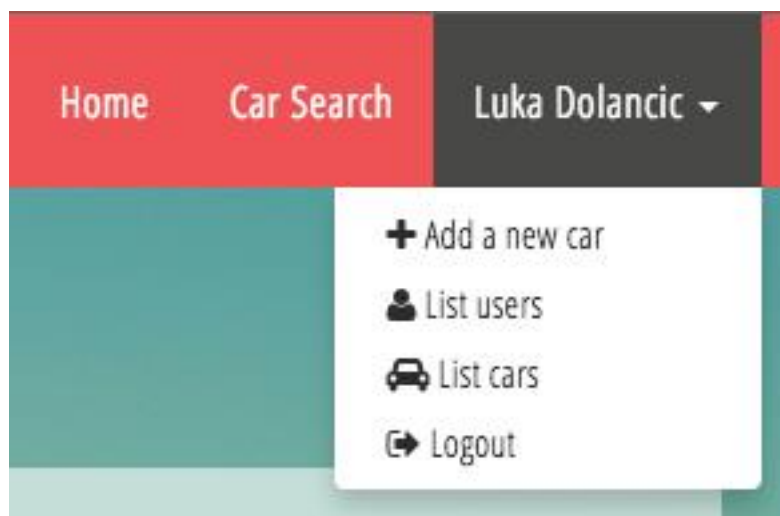 Home Car Search Luka Dolancic
Add a new car
List users
List cars
Logout